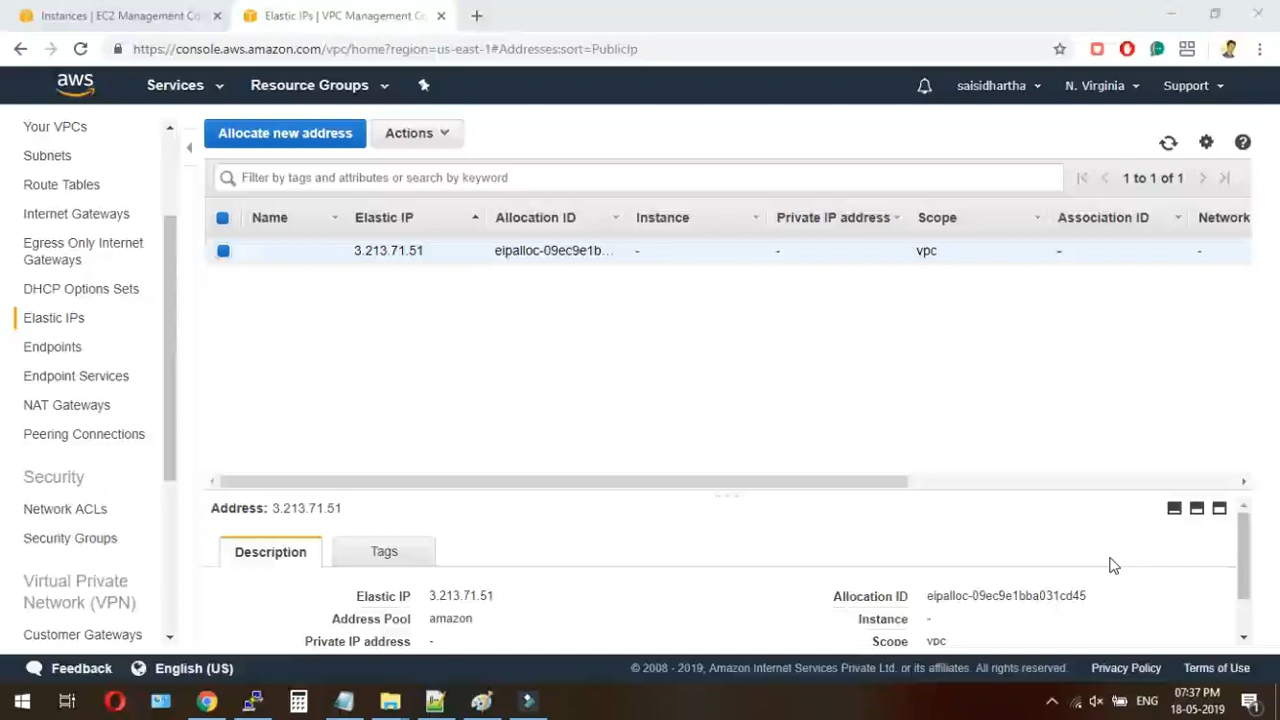 Instances | EC2 Management Co
Elastic IPs | VPC Management Co
https://console.aws.amazon.com/vpc/home?region=us-east-1#Addresses:sort=PublicIp
aws
Services
Resource Groups
saisidhartha
N. Virginia
Support
Your VPCs
Subnets
Route Tables
Internet Gateways
Egress Only Internet
Gateways
DHCP Options Sets
Elastic IPs
Endpoints
Endpoint Services
NAT Gateways
Peering Connections
Security
Network ACLs
Security Groups
Virtual Private
Network (VPN)
Customer Gateways
Allocate new address
Actions
Filter by tags and attributes or search by keyword
1 to 1 of 1
Name Elastic IP Allocation ID Instance Private IP address Scope Association ID Network
3.213.71.51 eipalloc-09ec9e1b... - - vpc - -
Address: 3.213.71.51
Description
Tags
Elastic IP 3.213.71.51
Allocation ID eipalloc-09ec9e1bba031cd45
Address Pool amazon
Instance -
Private IP address -
Scope vpc
Feedback
English (US)
© 2008 - 2019, Amazon Internet Services Private Ltd. or its affiliates. All rights reserved.
Privacy Policy
Terms of Use
ENG
07:37 PM
18-05-2019